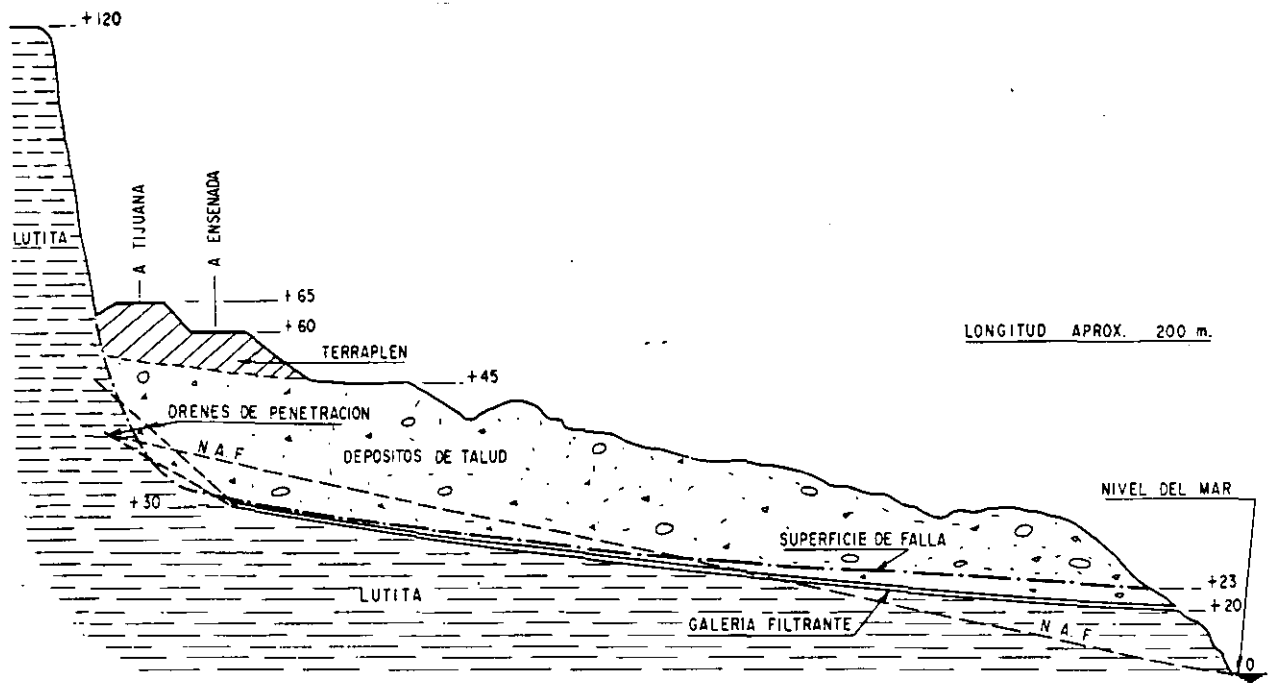 +120
LUTITA
A TIJUANA
A ENSENADA
+65
+60
TERRAPLEN
LONGITUD APROX. 200 m.
+45
DRENES DE PENETRACION
N A.F
DEPOSITOS DE TALUD
+30
NIVEL DEL MAR
SUPERFICIE DE FALLA
+23
LUTITA
+20
GALERIA FILTRANTE
N A.F
0